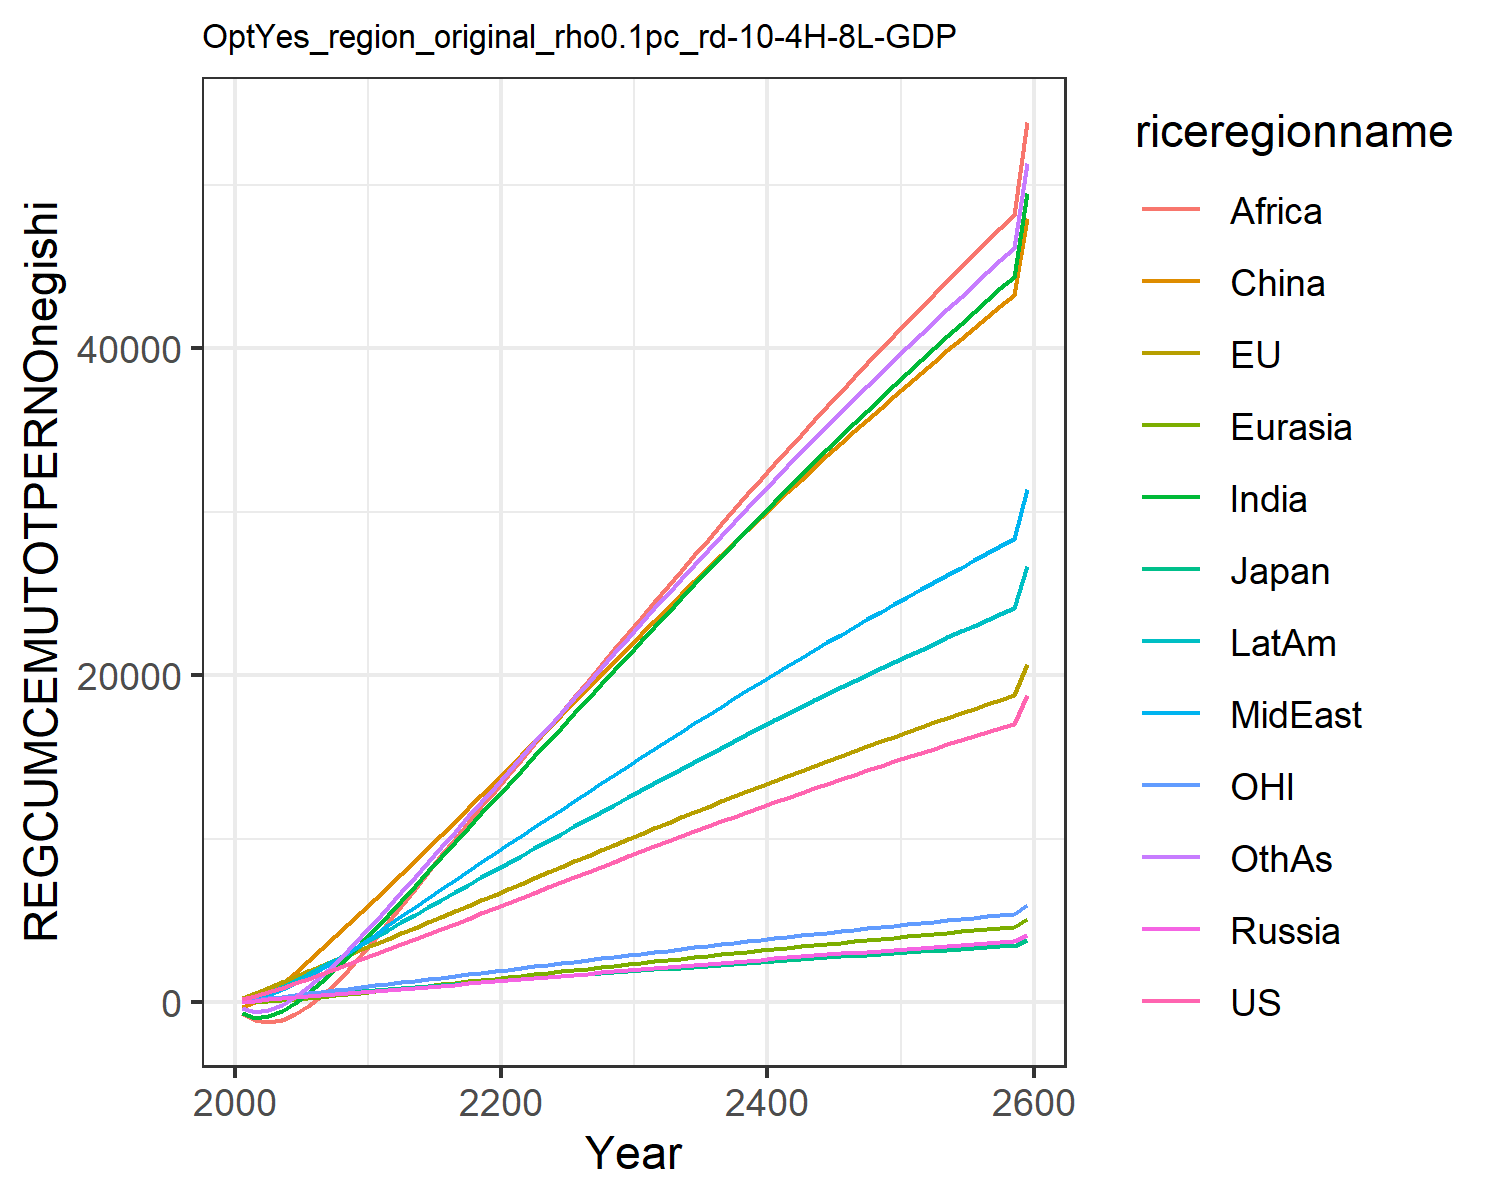 OptYes_region_original_rho0.1pc_rd-10-4H-8L-GDP
REGCUMCEMUTOTPERNOnegishi
40000
20000
0
2000
2200
2400
2600
Year
riceregionname
Africa
China
EU
Eurasia
India
Japan
LatAm
MidEast
OHI
OthAs
Russia
US